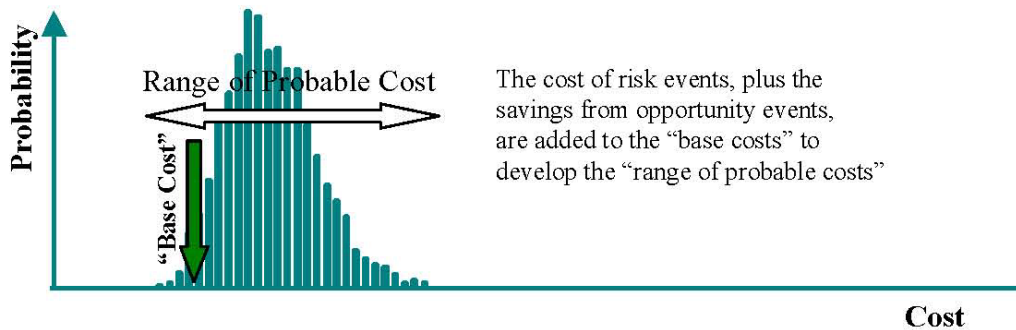 Probability
Range of Probable Cost
“Base Cost”
The cost of risk events, plus the
savings from opportunity events,
are added to the “base costs” to
develop the “range of probable costs”
Cost